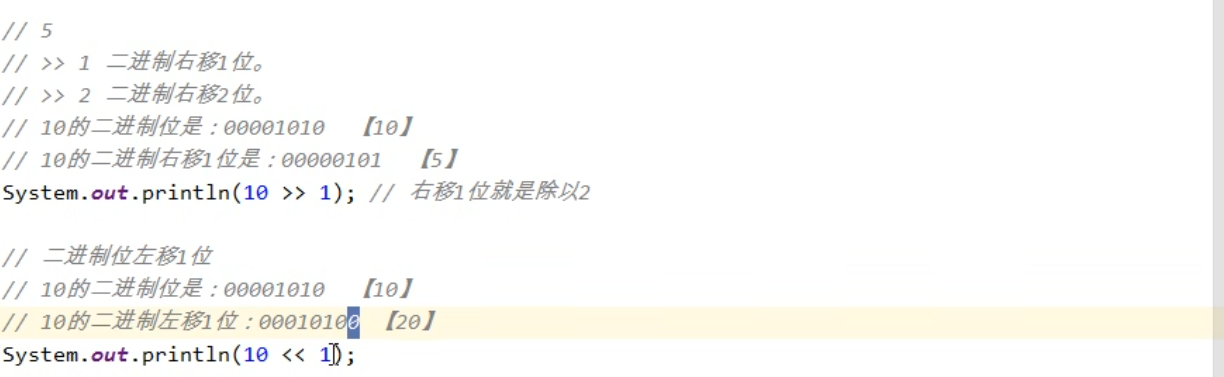 // 5
// >> 1 二进制右移1位。
// >> 2 二进制右移2位。
// 10的二进制位是：00001010 【10】
// 10的二进制右移1位是：00000101 【5】
System.out.println(10 >> 1); // 右移1位就是除以2
// 二进制位左移1位
// 10的二进制位是：00001010 【10】
// 10的二进制左移1位：00010100 【20】
System.out.println(10 << 1);